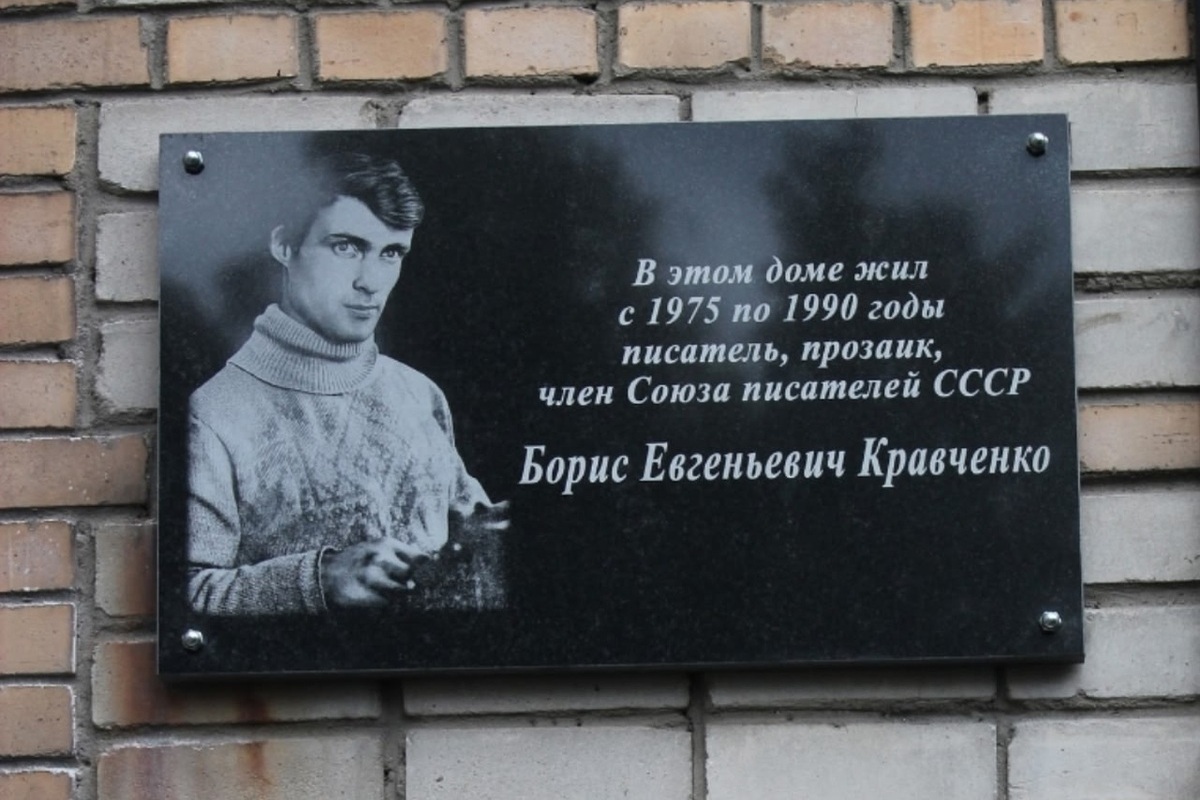 В этом доме жил
с 1975 по 1990 годы
писатель, прозаик,
член Союза писателей СССР
Борис Евгеньевич Кравченко